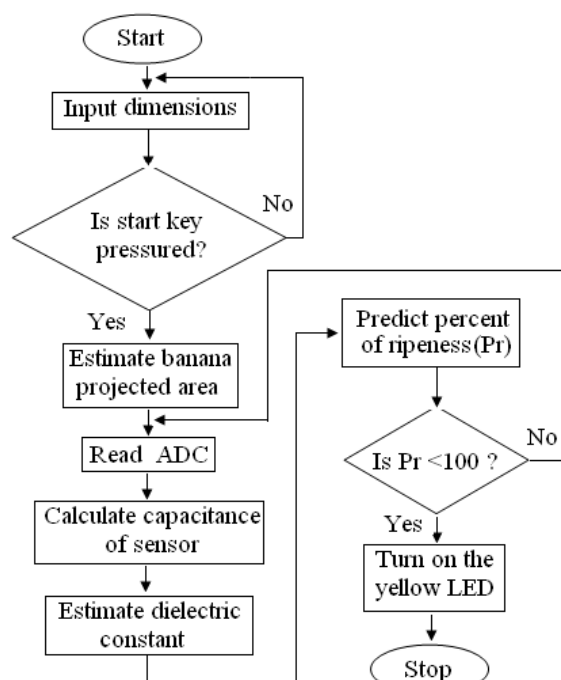 Start
Input dimensions
Is start key
pressured?
No
Yes
Estimate banana
projected area
Read ADC
Calculate capacitance
of sensor
Estimate dielectric
constant
Predict percent
of ripeness(Pr)
Is Pr <100 ?
No
Yes
Turn on the
yellow LED
Stop